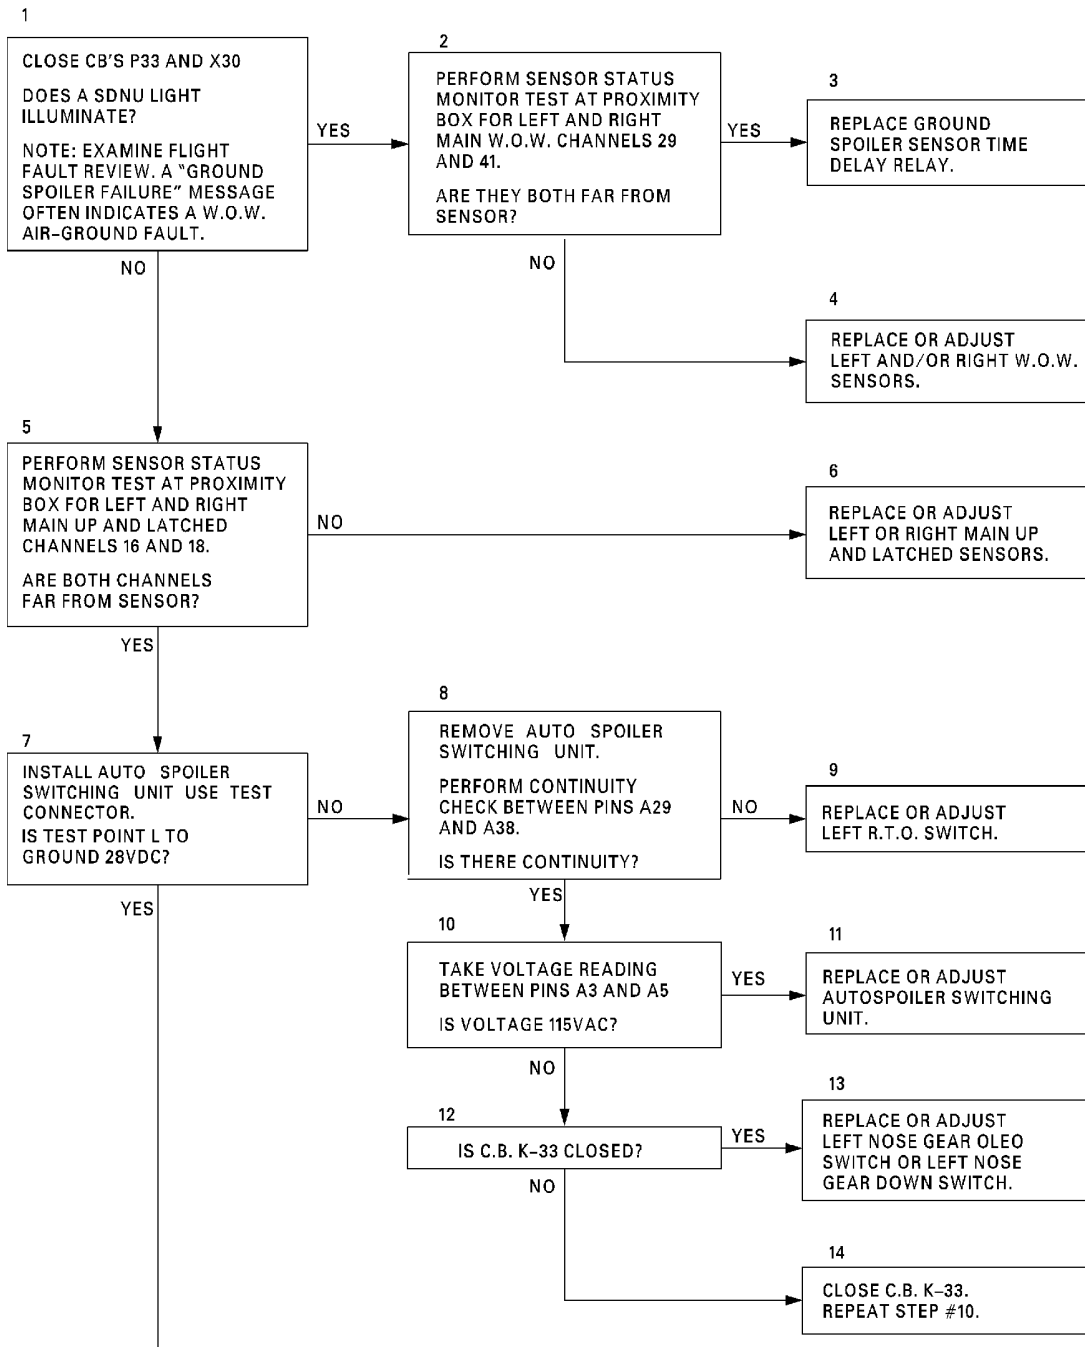 1
CLOSE CB'S P33 AND X30
DOES A SDNU LIGHT
ILLUMINATE?
NOTE: EXAMINE FLIGHT
FAULT REVIEW. A "GROUND
SPOILER FAILURE" MESSAGE
OFTEN INDICATES A W.O.W.
AIR–GROUND FAULT.
YES
NO
2
PERFORM SENSOR STATUS
MONITOR TEST AT PROXIMITY
BOX FOR LEFT AND RIGHT
MAIN W.O.W. CHANNELS 29
AND 41.
ARE THEY BOTH FAR FROM
SENSOR?
YES
NO
3
REPLACE GROUND
SPOILER SENSOR TIME
DELAY RELAY.
4
REPLACE OR ADJUST
LEFT AND/OR RIGHT W.O.W.
SENSORS.
5
PERFORM SENSOR STATUS
MONITOR TEST AT PROXIMITY
BOX FOR LEFT AND RIGHT
MAIN UP AND LATCHED
CHANNELS 16 AND 18.
ARE BOTH CHANNELS
FAR FROM SENSOR?
NO
YES
6
REPLACE OR ADJUST
LEFT OR RIGHT MAIN UP
AND LATCHED SENSORS.
7
INSTALL AUTO SPOILER
SWITCHING UNIT USE TEST
CONNECTOR.
IS TEST POINT L TO
GROUND 28VDC?
NO
YES
8
REMOVE AUTO SPOILER
SWITCHING UNIT.
PERFORM CONTINUITY
CHECK BETWEEN PINS A29
AND A38.
IS THERE CONTINUITY?
NO
YES
9
REPLACE OR ADJUST
LEFT R.T.O. SWITCH.
10
TAKE VOLTAGE READING
BETWEEN PINS A3 AND A5
IS VOLTAGE 115VAC?
YES
NO
11
REPLACE OR ADJUST
AUTOSPOILER SWITCHING
UNIT.
12
IS C.B. K–33 CLOSED?
YES
NO
13
REPLACE OR ADJUST
LEFT NOSE GEAR OLEO
SWITCH OR LEFT NOSE
GEAR DOWN SWITCH.
14
CLOSE C.B. K–33.
REPEAT STEP #10.